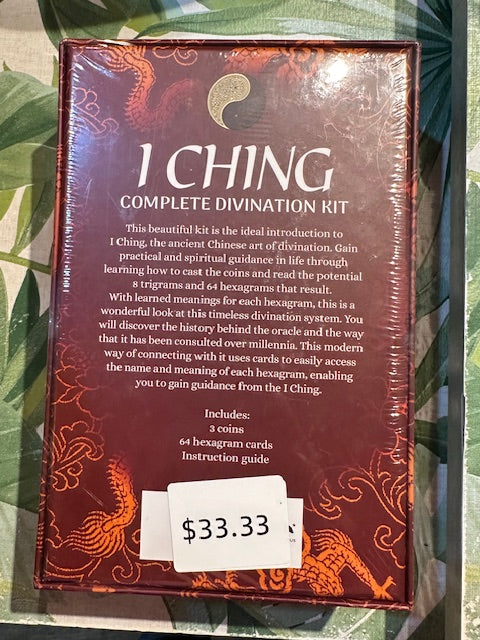 I CHING
COMPLETE DIVINATION KIT
This beautiful kit is the ideal introduction to
I Ching, the ancient Chinese art of divination. Gain
practical and spiritual guidance in life through
learning how to cast the coins and read the potential
8 trigrams and 64 hexagrams that result.
With learned meanings for each hexagram, this is a
wonderful look at this timeless divination system. You
will discover the history behind the oracle and the way
that it has been consulted over millennia. This modern
way of connecting with it uses cards to easily access
the name and meaning of each hexagram, enabling
you to gain guidance from the I Ching.
Includes:
3 coins
64 hexagram cards
Instruction guide
$33.33